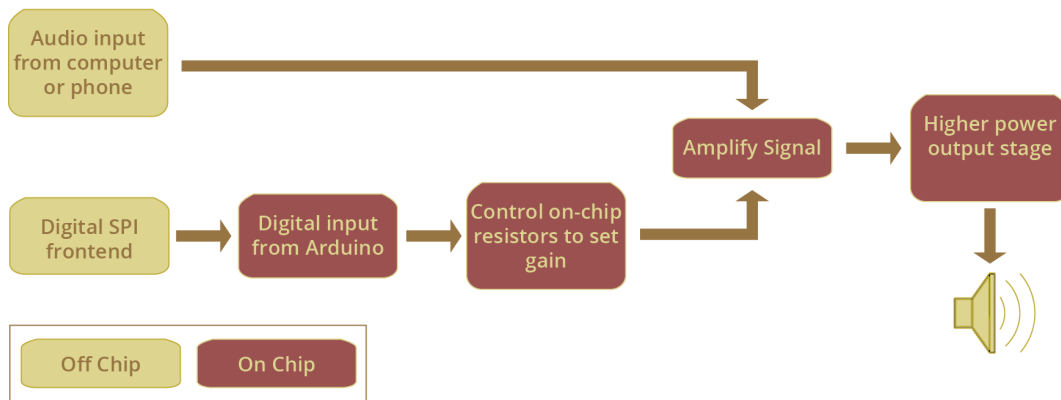 Audio input
from computer
or phone
Amplify Signal
Higher power
output stage
Digital SPI
frontend
Digital input
from Arduino
Control on-chip
resistors to set
gain
Off Chip
On Chip